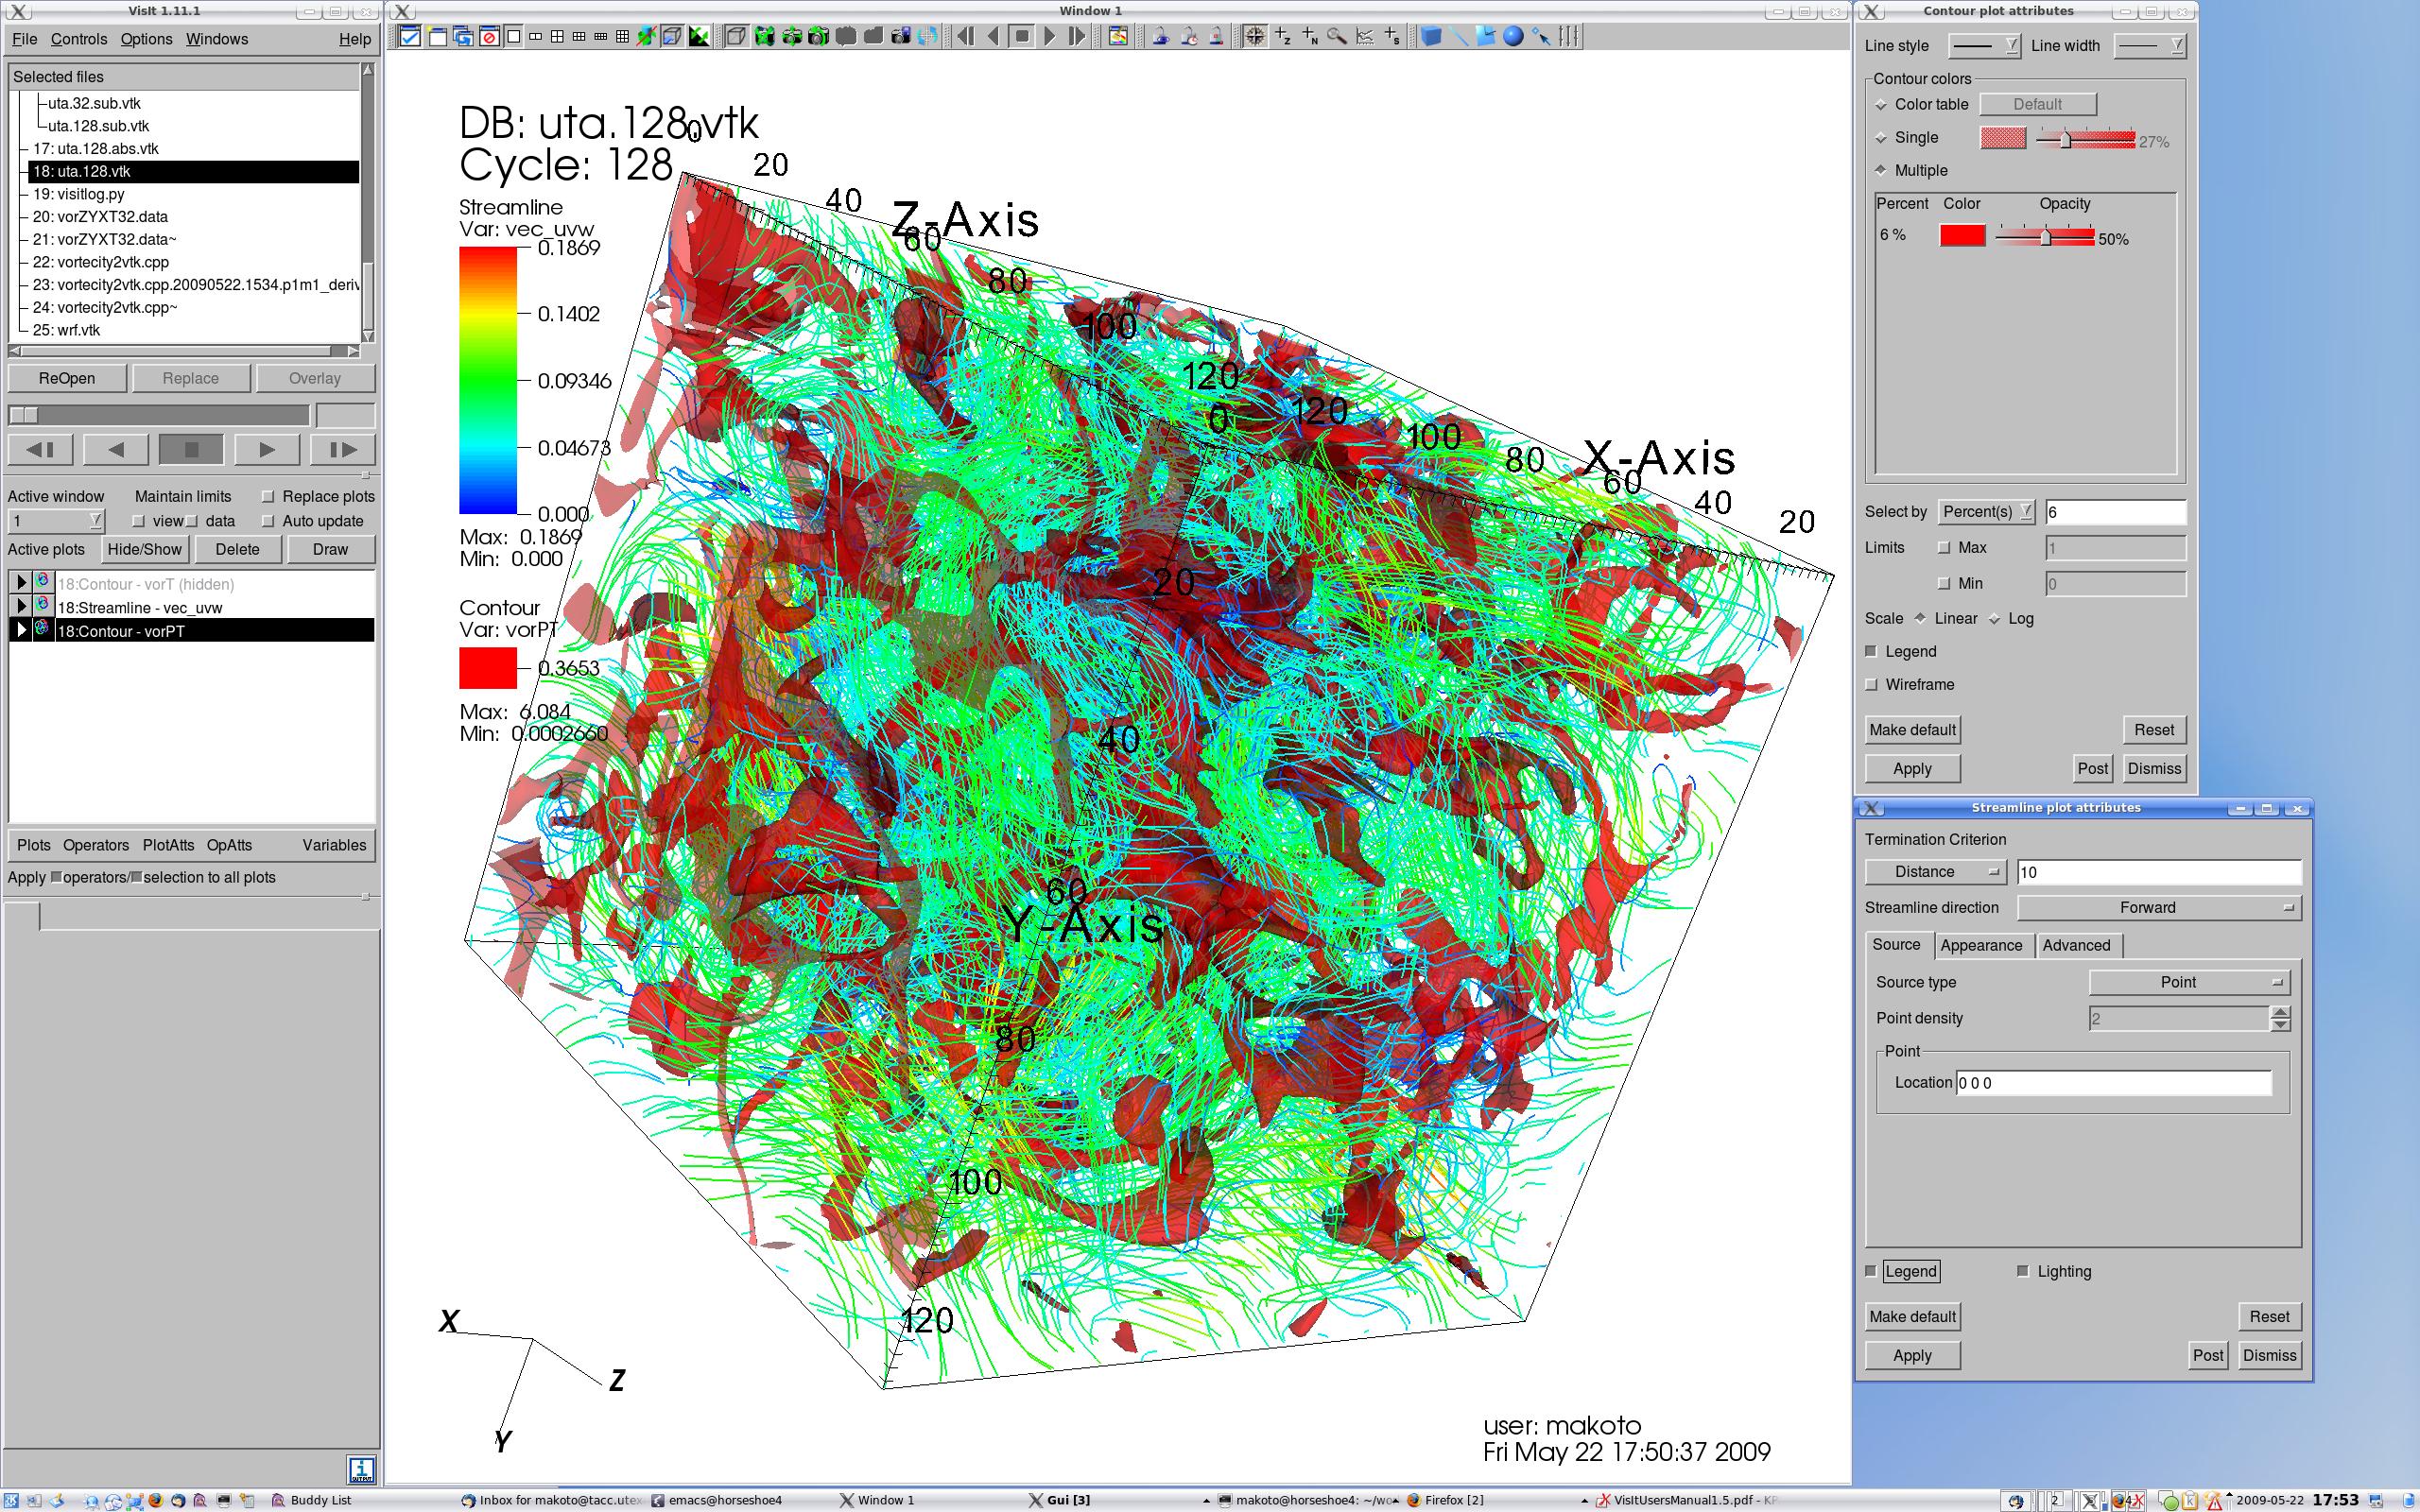 VisIt 1.11.1
File Controls Options Windows Help
Selected files
uta.32.sub.vtk
uta.128.sub.vtk
17: uta.128.abs.vtk
18: uta.128.vtk
19: visitlog.py
20: vorZYXT32.data
21: vorZYXT32.data~
22: vortecity2vtk.cpp
23: vortecity2vtk.cpp.20090522.1534.p1m1_deriv
24: vortecity2vtk.cpp~
25: wrf.vtk
ReOpen Replace Overlay
Active window Maintain limits Replace plots
1 view data Auto update
Active plots Hide/Show Delete Draw
18:Contour - vorT (hidden)
18:Streamline - vec_uvw
18:Contour - vorPT
Plots Operators PlotAtts OpAtts Variables
Apply operators/ selection to all plots
Window 1
DB: uta.128.vtk
Cycle: 128
Streamline
Var: vec_uvw
0.1869
0.1402
0.09346
0.04673
0.000
Max: 0.1869
Min: 0.000
Contour
Var: vorPT
0.3653
Max: 6.084
Min: 0.0002660
0
20
40
Z-Axis
60
80
100
120
0
120
100
80
X-Axis
60
40
20
20
40
60
Y-Axis
80
100
120
X
Z
Y
user: makoto
Fri May 22 17:50:37 2009
Contour plot attributes
Line style Line width
Contour colors
Color table Default
Single 27%
Multiple
Percent Color Opacity
6 % 50%
Select by Percent(s) 6
Limits Max 1
Min 0
Scale Linear Log
Legend
Wireframe
Make default Reset
Apply Post Dismiss
Streamline plot attributes
Termination Criterion
Distance 10
Streamline direction Forward
Source Appearance Advanced
Source type Point
Point density 2
Point
Location 0 0 0
Legend Lighting
Make default Reset
Apply Post Dismiss
Buddy List Inbox for makoto@tacc.utex emacs@horseshoe4 Window 1 Gui [3] makoto@horseshoe4: ~/wo Firefox [2] VisItUsersManual1.5.pdf - KP 2 2009-05-22 17:53